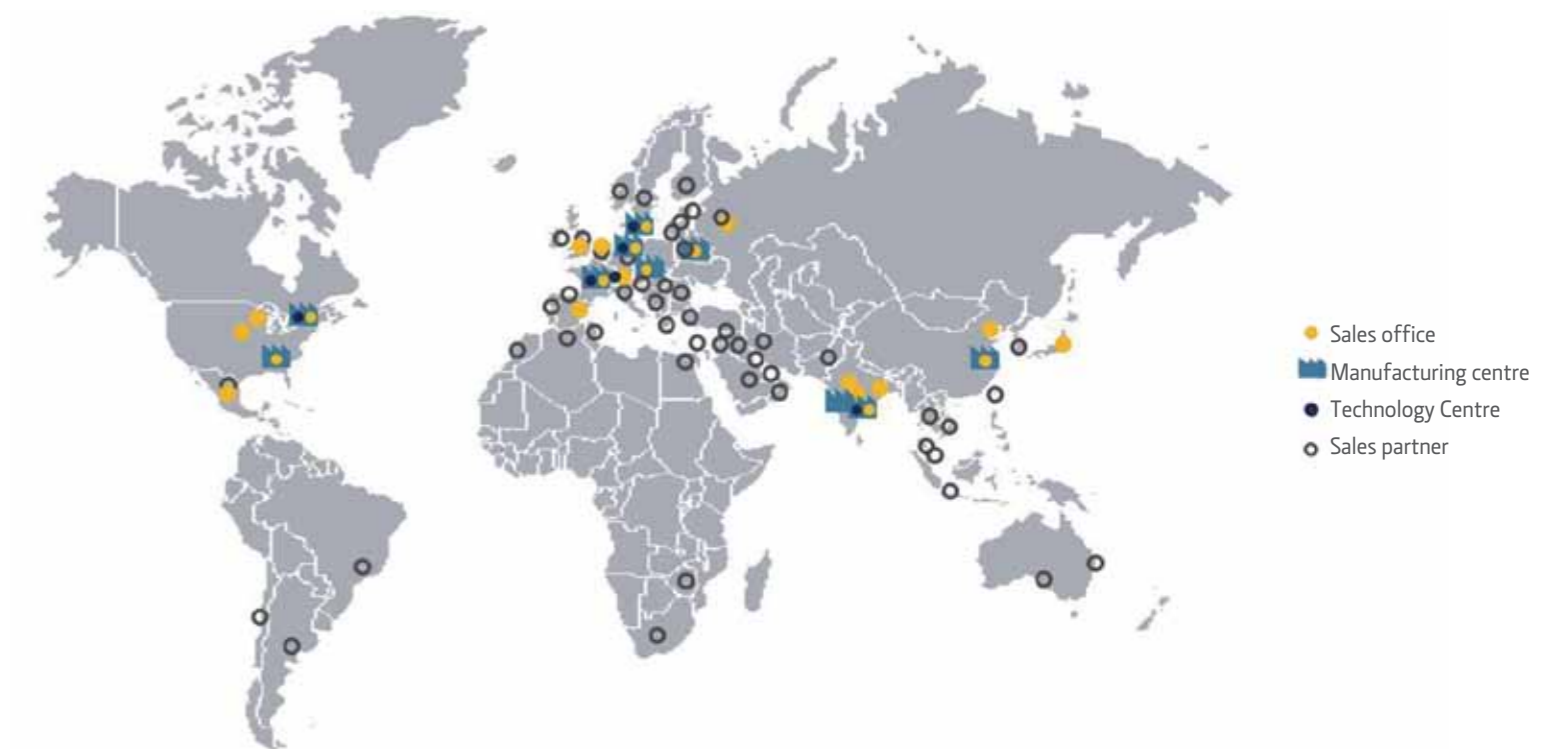 Sales office
Manufacturing centre
Technology Centre
Sales partner